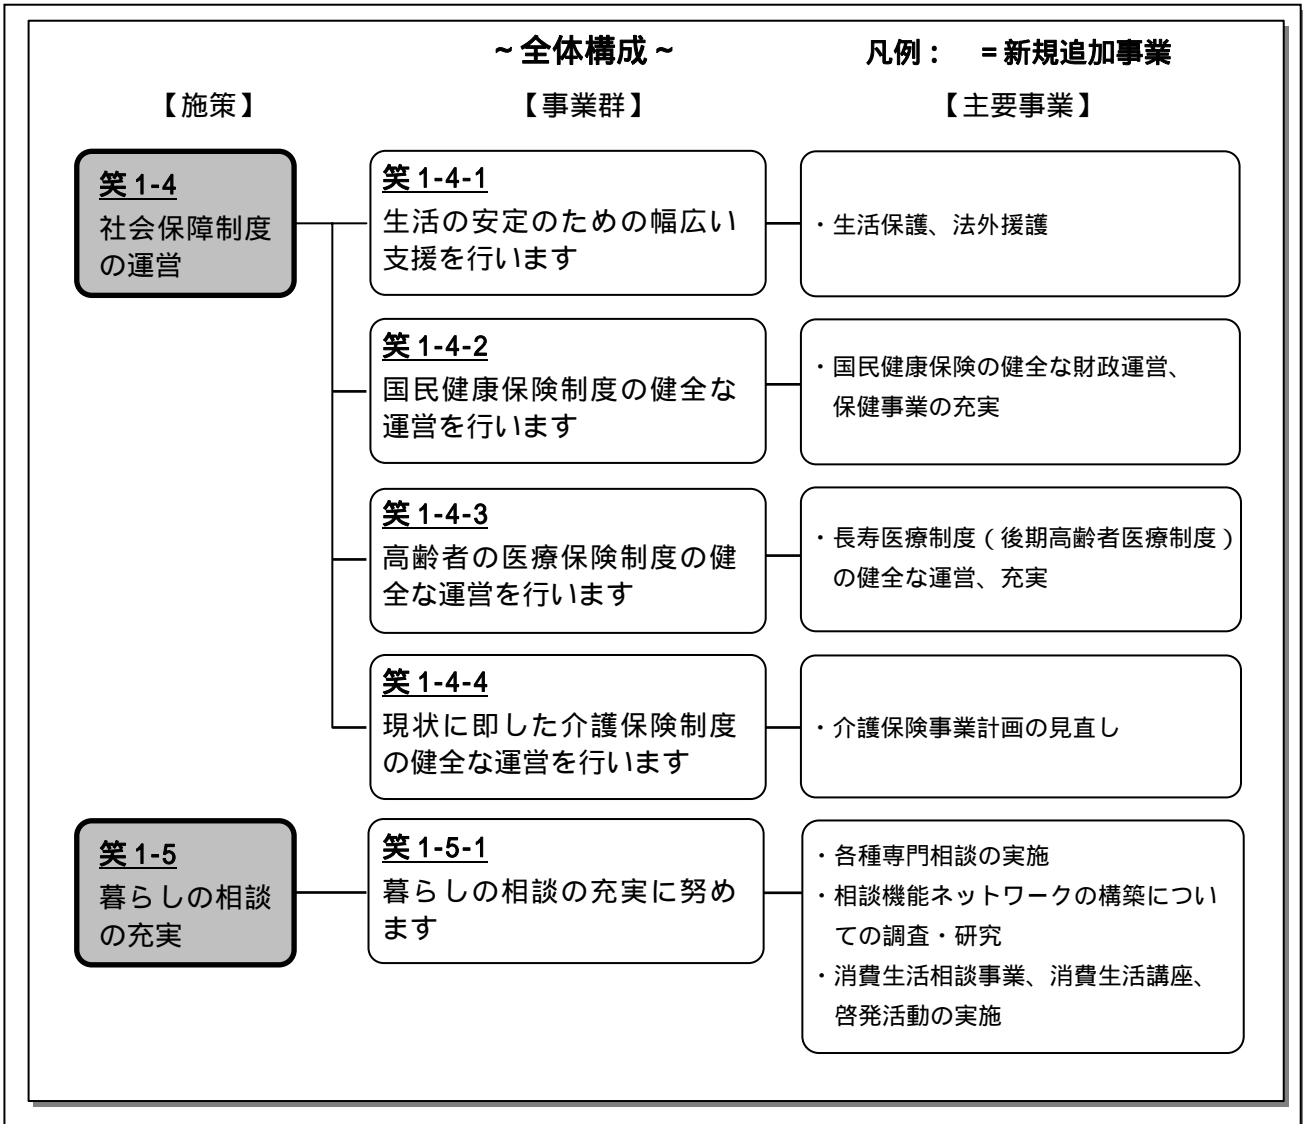 ~全体構成~
凡例： =新規追加事業
【施策】
【事業群】
【主要事業】
笑1-4
社会保障制度
の運営
笑1-4-1
生活の安定のための幅広い
支援を行います
・生活保護、法外援護
笑1-4-2
国民健康保険制度の健全な
運営を行います
・国民健康保険の健全な財政運営、
保健事業の充実
笑1-4-3
高齢者の医療保険制度の健
全な運営を行います
・長寿医療制度（後期高齢者医療制度）
の健全な運営、充実
笑1-4-4
現状に即した介護保険制度
の健全な運営を行います
・介護保険事業計画の見直し
笑1-5
暮らしの相談
の充実
笑1-5-1
暮らしの相談の充実に努め
ます
・各種専門相談の実施
・相談機能ネットワークの構築につい
ての調査・研究
・消費生活相談事業、消費生活講座、
啓発活動の実施